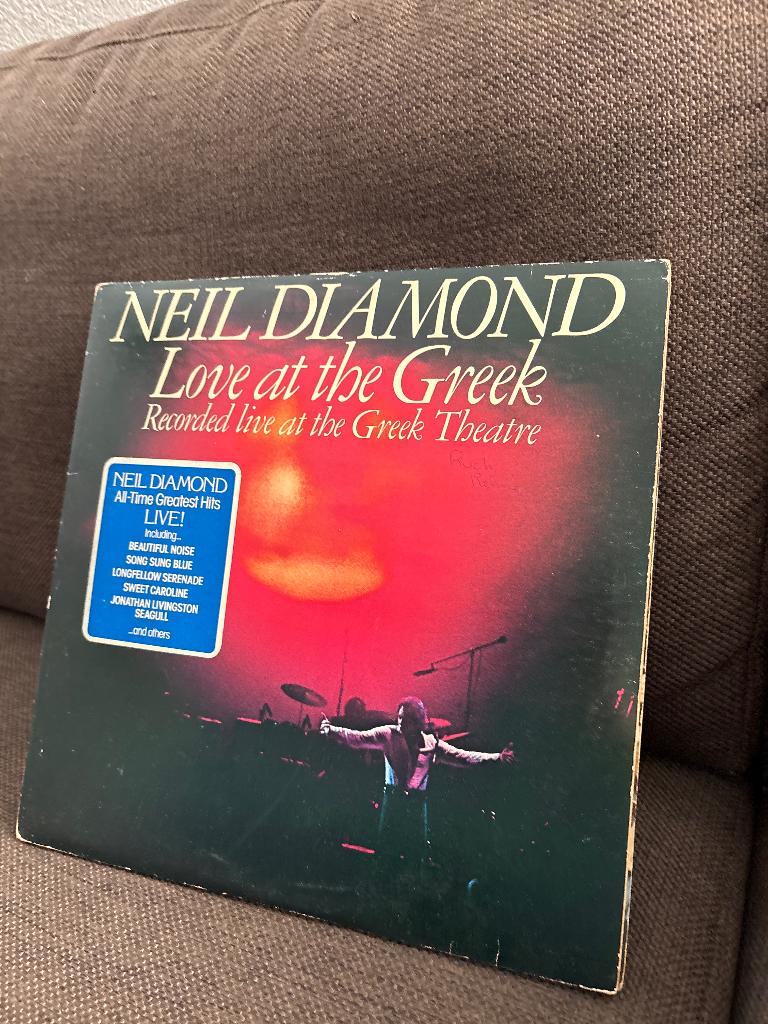 NEIL DIAMOND
Love at the Greek
Recorded live at the Greek Theatre
NEIL DIAMOND
All-Time Greatest Hits
LIVE!
Including...
BEAUTIFUL NOISE
SONG SUNG BLUE
LONGFELLOW SERENADE
SWEET CAROLINE
JONATHAN LIVINGSTON
SEAGULL
...and others